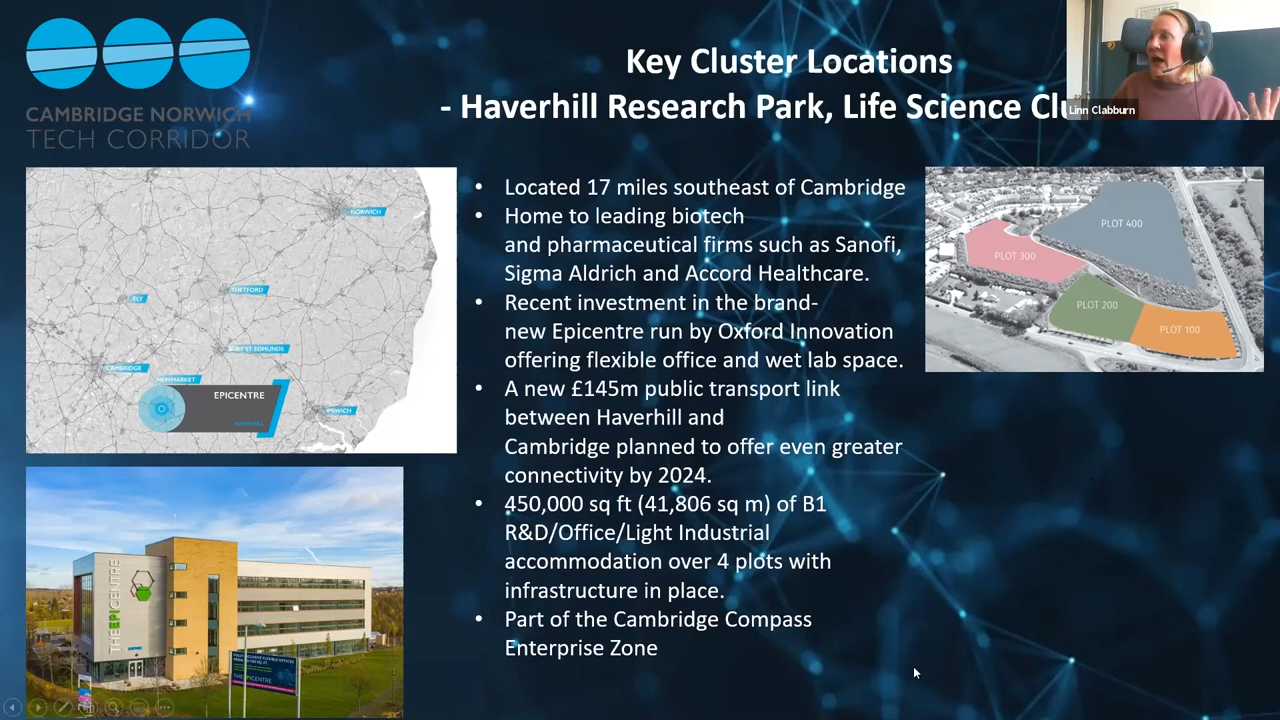 CAMBRIDGE NORWICH
TECH CORRIDOR
Key Cluster Locations
- Haverhill Research Park, Life Science Clu
Linn Clabburn
NORWICH
ELY
THETFORD
BURY ST EDMUNDS
CAMBRIDGE
NEWMARKET
EPICENTRE
HAVERHILL
IPSWICH
• Located 17 miles southeast of Cambridge
• Home to leading biotech
and pharmaceutical firms such as Sanofi,
Sigma Aldrich and Accord Healthcare.
• Recent investment in the brand-
new Epicentre run by Oxford Innovation
offering flexible office and wet lab space.
• A new £145m public transport link
between Haverhill and
Cambridge planned to offer even greater
connectivity by 2024.
• 450,000 sq ft (41,806 sq m) of B1
R&D/Office/Light Industrial
accommodation over 4 plots with
infrastructure in place.
• Part of the Cambridge Compass
Enterprise Zone
PLOT 400
PLOT 300
PLOT 200
PLOT 100
THE EPICENTRE
THE EPICENTRE